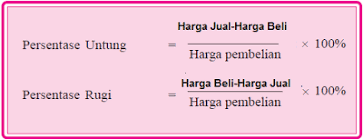 Persentase Untung = Harga Jual-Harga Beli / Harga pembelian × 100%
Persentase Rugi = Harga Beli-Harga Jual / Harga pembelian × 100%